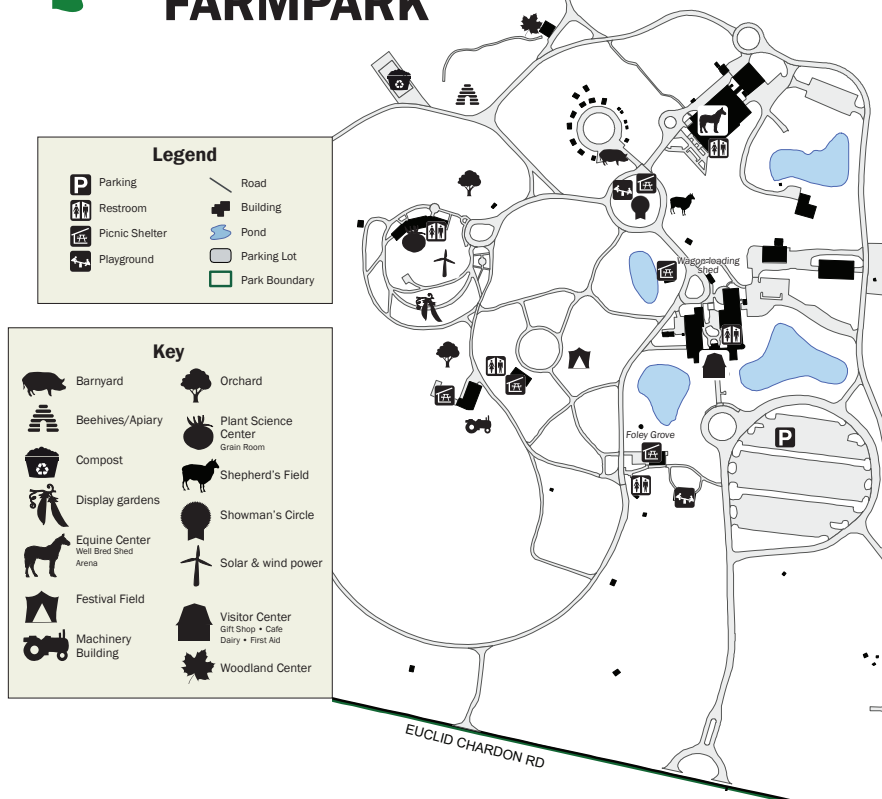 FARMPARK
Legend
P Parking
Restroom
Picnic Shelter
Playground
Road
Building
Pond
Parking Lot
Park Boundary
Key
Barnyard
Beehives/Apiary
Compost
Display gardens
Equine Center
Well Bred Shed
Arena
Festival Field
Machinery
Building
Orchard
Plant Science
Center
Grain Room
Shepherd's Field
Showman's Circle
Solar & wind power
Visitor Center
Gift Shop • Cafe
Dairy • First Aid
Woodland Center
Wagon loading
shed
Foley Grove
P
EUCLID CHARDON RD